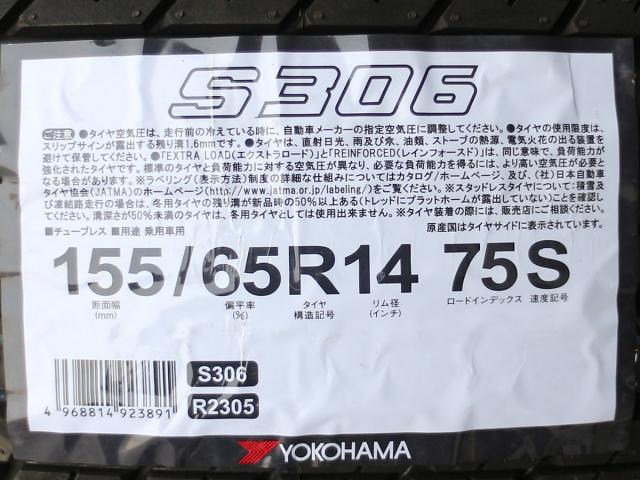 S306
ご注意 ●タイヤ空気圧は、走行前の冷えている時に、自動車メーカーの指定空気圧に調整してください。●タイヤの使用限度は、
スリップサインが露出する残り溝1.6mmです。●タイヤは、直射日光、雨及び水、油類、ストーブの熱源、電気火花の出る装置を
避けて保管してください。●「EXTRA LOAD(エクストラロード)」と「REINFORCED(レインフォースド)」は、同じ意味で、負荷能力が
強化されたタイヤです。標準のタイヤと負荷能力に対する空気圧が異なり、必要な負荷能力を得るには、より高い空気圧が必要と
なる場合があります。※ラベリング(表示方法)制度の詳細な仕組みについてはカタログ/ホームページ、及び、(社)日本自動車
タイヤ協会(JATMA)のホームページ(http://www.jatma.or.jp/labeling/)をご覧ください。※スタッドレスタイヤについて:積雪及
び凍結路走行の場合は、冬用タイヤの残り溝が新品時の50%以上ある(トレッドにプラットホームが露出していない)ことを確認し
てください。溝深さが50%未満のタイヤは、冬用タイヤとしては使用出来ません。※タイヤ装着の際には、販売店にご相談ください。
■チューブレス ■用途 乗用車用 原産国はタイヤサイドに表示されています。
155/65R14 75S
断面幅 偏平率 タイヤ リム径 ロードインデックス 速度記号
(mm) (%) 構造記号 (インチ)
S306
R2305
4 968814 923891
YOKOHAMA